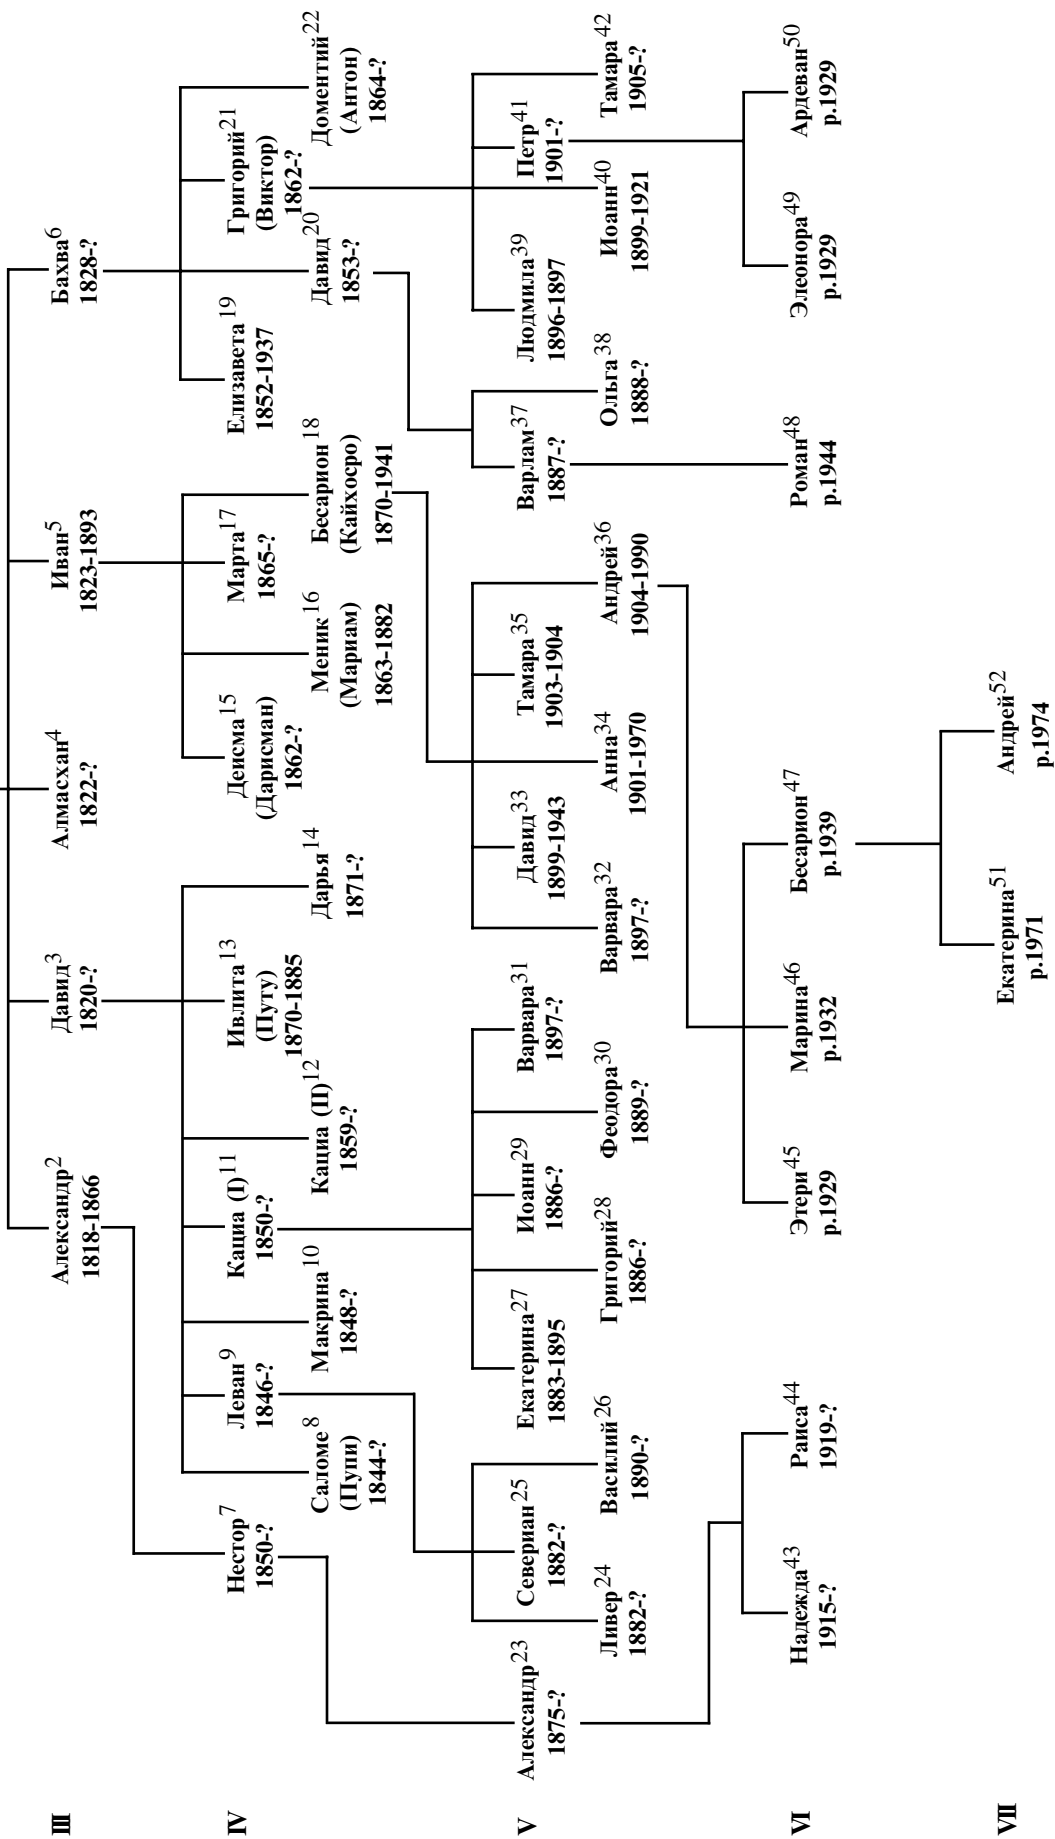 III
Александр2
1818-1866
Давид3
1820-?
Алмасхан4
1822-?
Иван5
1823-1893
Бахва6
1828-?
IV
Нестор7
1850-?
Саломе8
(Пупи)
1844-?
Леван9
1846-?
Макрина10
1848-?
Кациа (I)11
1850-?
Кациа (II)12
1859-?
Ивлита13
(Путу)
1870-1885
Дарья14
1871-?
Деисма15
(Дарисман)
1862-?
Меник16
(Мариам)
1863-1882
Марта17
1865-?
Бесарион18
(Кайхосро)
1870-1941
Елизавета19
1852-1937
Давид20
1853-?
Григорий21
(Виктор)
1862-?
Доментий22
(Антон)
1864-?
V
Александр23
1875-?
Ливер24
1882-?
Севериан25
1882-?
Василий26
1890-?
Екатерина27
1883-1895
Григорий28
1886-?
Иоанн29
1886-?
Феодора30
1889-?
Варвара31
1897-?
Варвара32
1897-?
Давид33
1899-1943
Анна34
1901-1970
Тамара35
1903-1904
Андрей36
1904-1990
Варлам37
1887-?
Ольга38
1888-?
Людмила39
1896-1897
Иоанн40
1899-1921
Петр41
1901-?
Тамара42
1905-?
VI
Надежда43
1915-?
Раиса44
1919-?
Этери45
р.1929
Марина46
р.1932
Бесарион47
р.1939
Роман48
р.1944
Элеонора49
р.1929
Ардеван50
р.1929
VII
Екатерина51
р.1971
Андрей52
р.1974